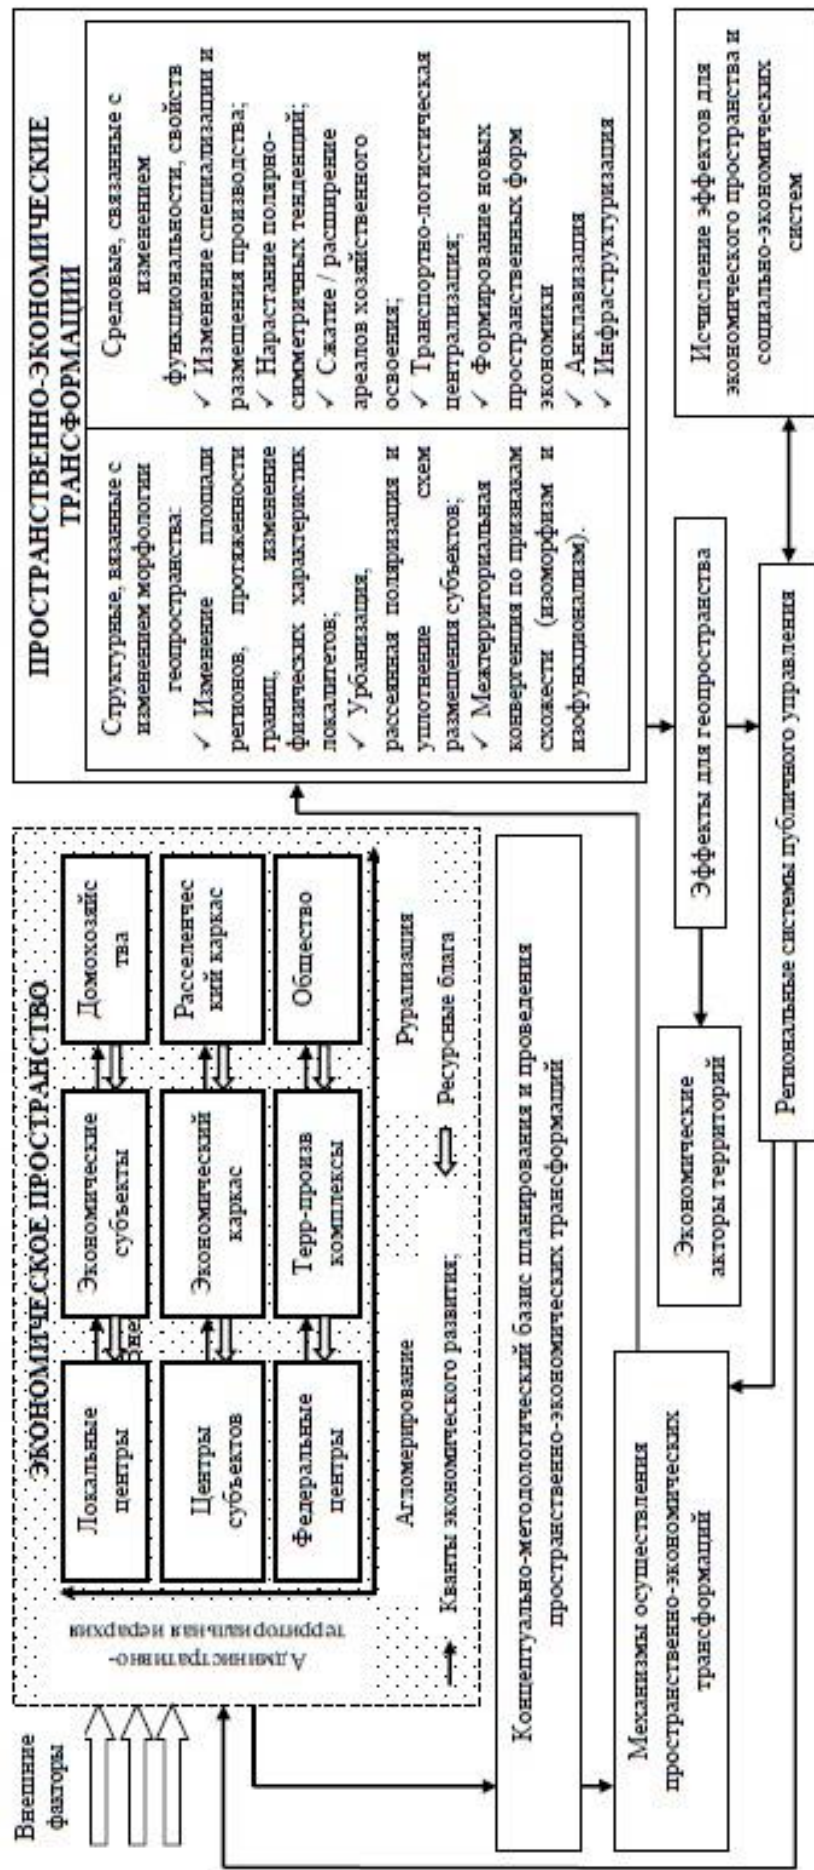 Внешние
факторы
ЭКОНОМИЧЕСКОЕ ПРОСТРАНСТВО
Административно-
территориальная иерархия
Локальные
центры
Экономические
субъекты
Домохозяйс
тва
Вне
Центры
субъектов
Экономический
каркас
Расселенчес
кий каркас
Федеральные
центры
Терр-произв
комплексы
Общество
Агломерирование
Рурализация
Кванты экономического развития;
Ресурсные блага
ПРОСТРАНСТВЕННО-ЭКОНОМИЧЕСКИЕ
ТРАНСФОРМАЦИИ
Структурные, вязанные с
изменением морфологии
геопространства:
✓ Изменение площади
регионов, протяженности
границ, изменение
физических характеристик
локалитетов;
✓ Урбанизация,
рассеянная поляризация и
уплотнение схем
размещения субъектов;
✓ Межтерриториальная
конвергенция по признакам
схожести (изоморфизм и
изофункционализм).
Средовые, связанные с
изменением
функциональности, свойств
✓ Изменение специализации и
размещения производства;
✓ Нарастание полярно-
симметричных тенденций;
✓ Сжатие / расширение
ареалов хозяйственного
освоения;
✓ Транспортно-логистическая
централизация;
✓ Формирование новых
пространственных форм
экономики
✓ Анклавизация
✓ Инфраструктуризация
Концептуально-методологический базис планирования и проведения
пространственно-экономических трансформаций
Механизмы осуществления
пространственно-экономических
трансформаций
Экономические
акторы территорий
Эффекты для геопространства
Региональные системы публичного управления
Исчисление эффектов для
экономического пространства и
социально-экономических
систем